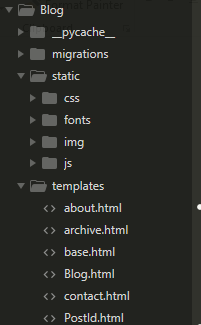 Blog
__pycache__
migrations
static
css
fonts
img
js
templates
about.html
archive.html
base.html
Blog.html
contact.html
PostId.html